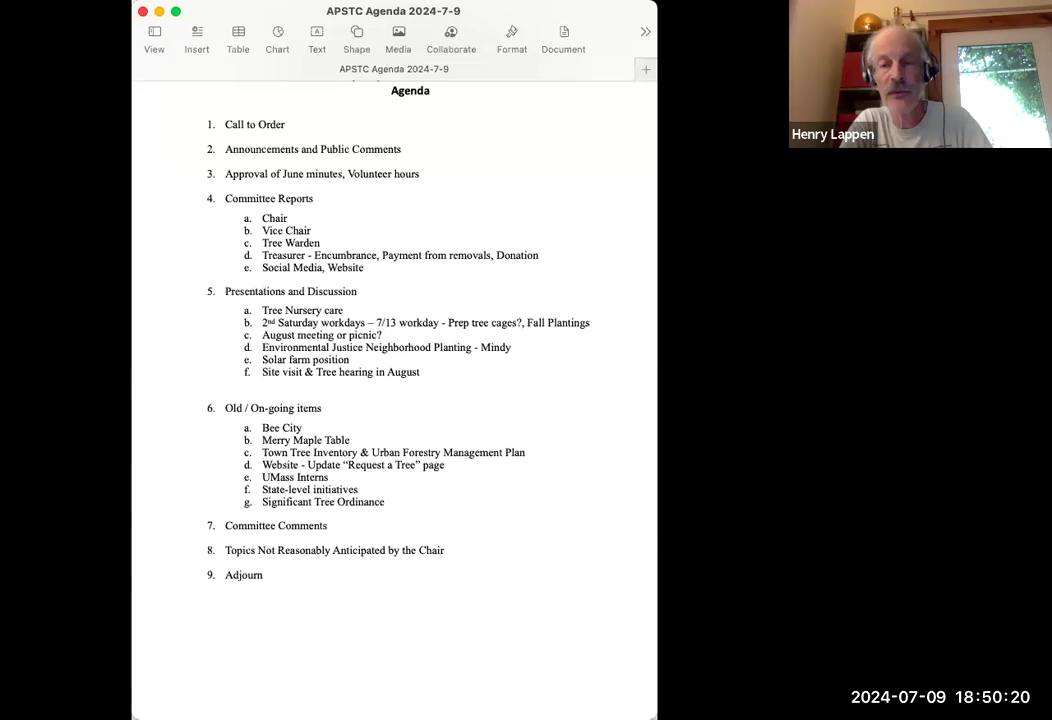 APSTC Agenda 2024-7-9
View Insert Table Chart Text Shape Media Collaborate Format Document
APSTC Agenda 2024-7-9
Agenda
1. Call to Order
2. Announcements and Public Comments
3. Approval of June minutes, Volunteer hours
4. Committee Reports
a. Chair
b. Vice Chair
c. Tree Warden
d. Treasurer - Encumbrance, Payment from removals, Donation
e. Social Media, Website
5. Presentations and Discussion
a. Tree Nursery care
b. 2nd Saturday workdays – 7/13 workday - Prep tree cages?, Fall Plantings
c. August meeting or picnic?
d. Environmental Justice Neighborhood Planting - Mindy
e. Solar farm position
f. Site visit & Tree hearing in August
6. Old / On-going items
a. Bee City
b. Merry Maple Table
c. Town Tree Inventory & Urban Forestry Management Plan
d. Website - Update “Request a Tree” page
e. UMass Interns
f. State-level initiatives
g. Significant Tree Ordinance
7. Committee Comments
8. Topics Not Reasonably Anticipated by the Chair
9. Adjourn
Henry Lappen
2024-07-09 18:50:20